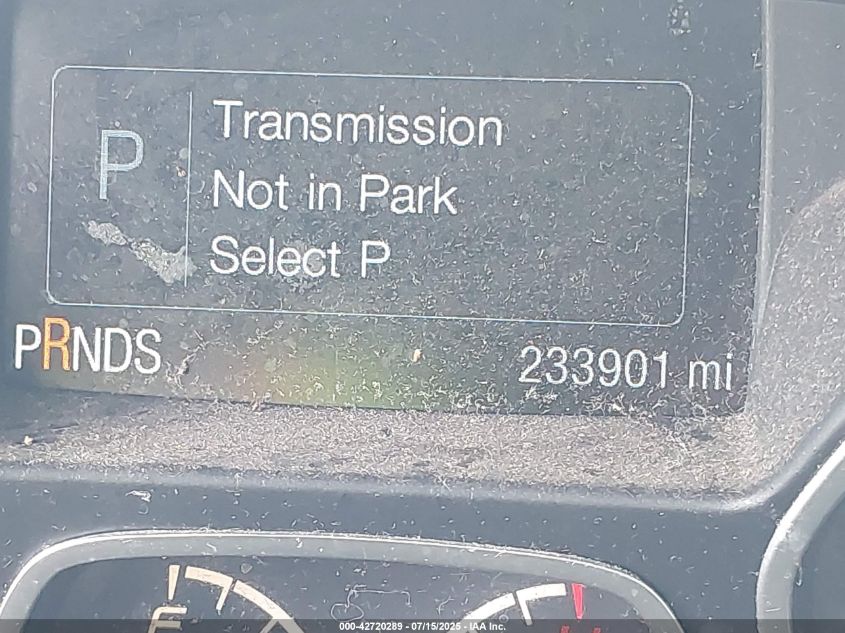 P
Transmission
Not in Park
Select P
PRNDS
233901 mi
F
000-42720289 - 07/15/2025 - IAA Inc.